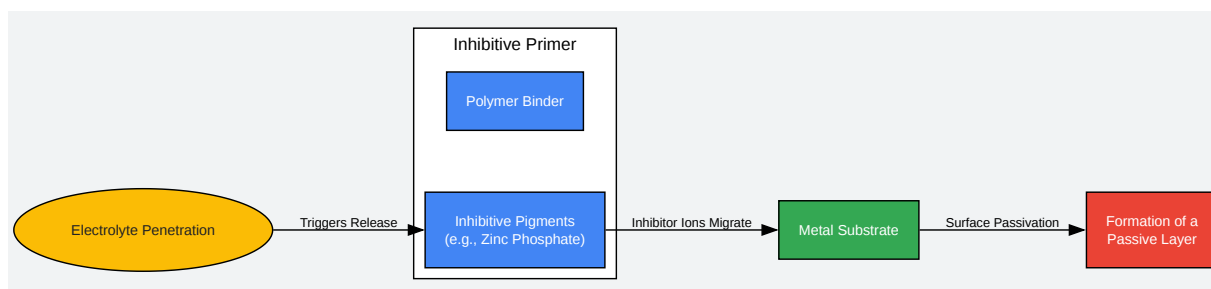 Inhibitive Primer
Polymer Binder
Electrolyte Penetration
Triggers Release
Inhibitive Pigments
(e.g., Zinc Phosphate)
Inhibitor Ions Migrate
Metal Substrate
Surface Passivation
Formation of a
Passive Layer